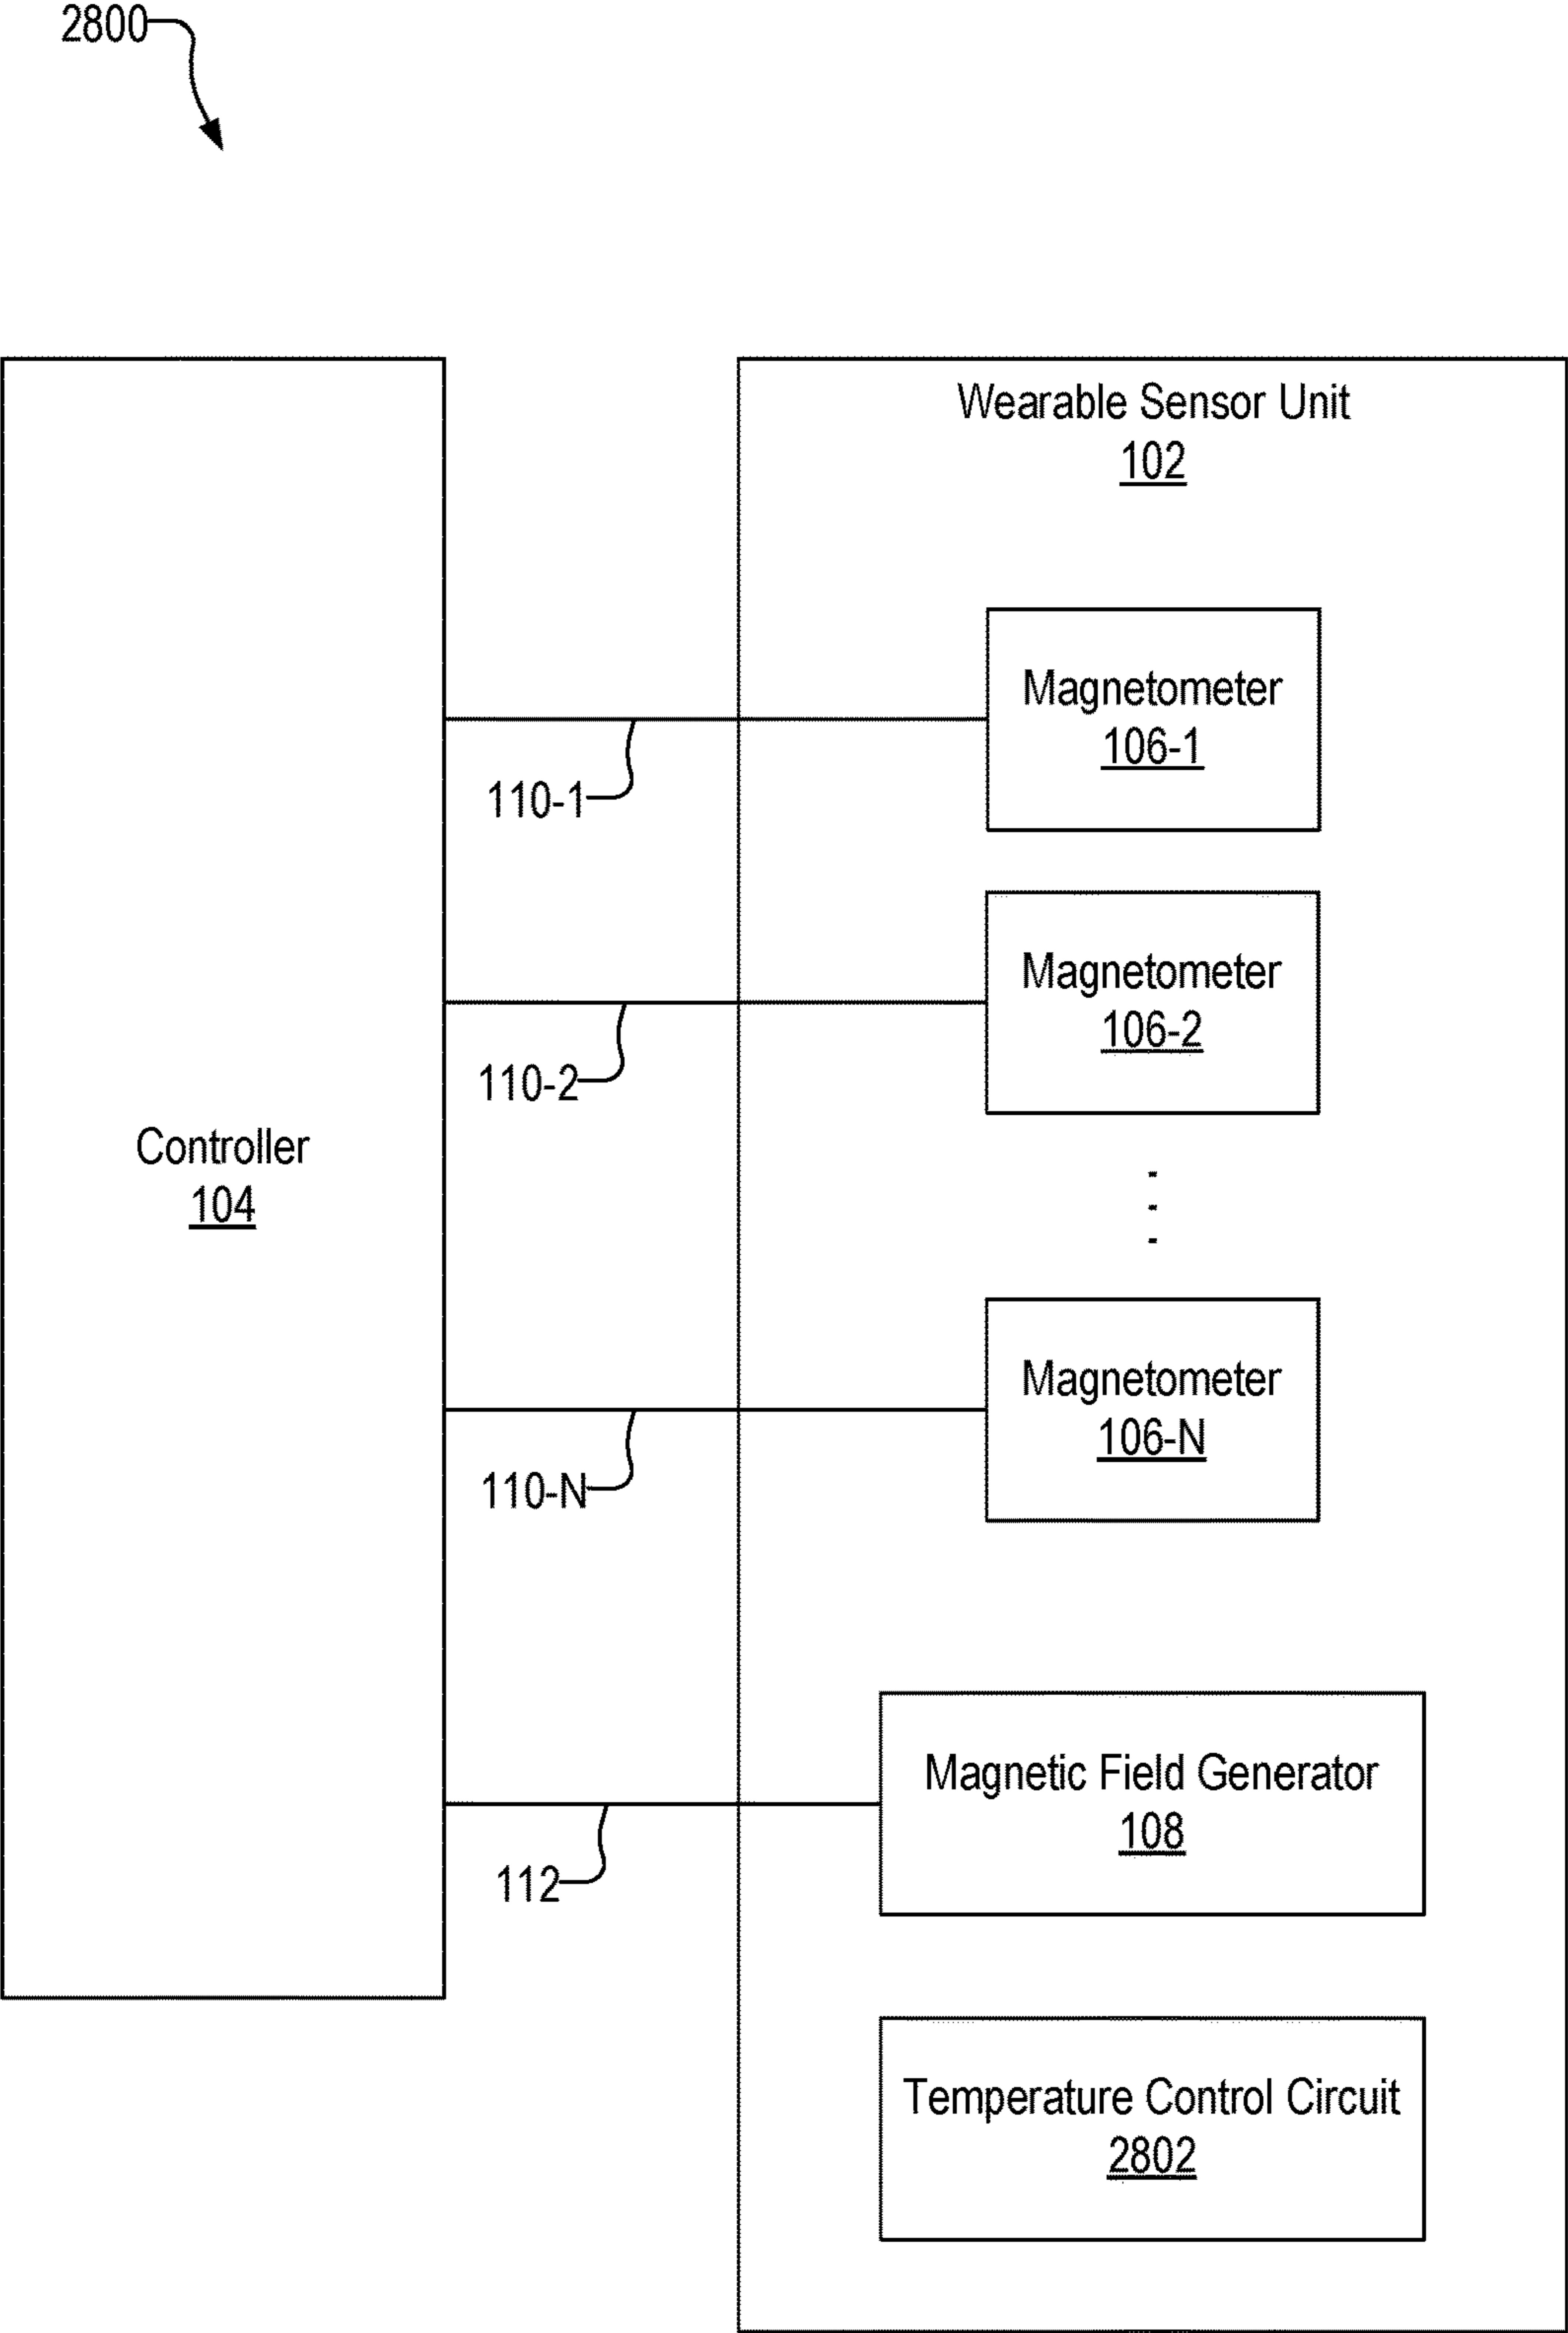 2800
Wearable Sensor Unit
102
Magnetometer
106-1
110-1
Magnetometer
106-2
110-2
Controller
104
Magnetometer
106-N
110-N
Magnetic Field Generator
108
112
Temperature Control Circuit
2802